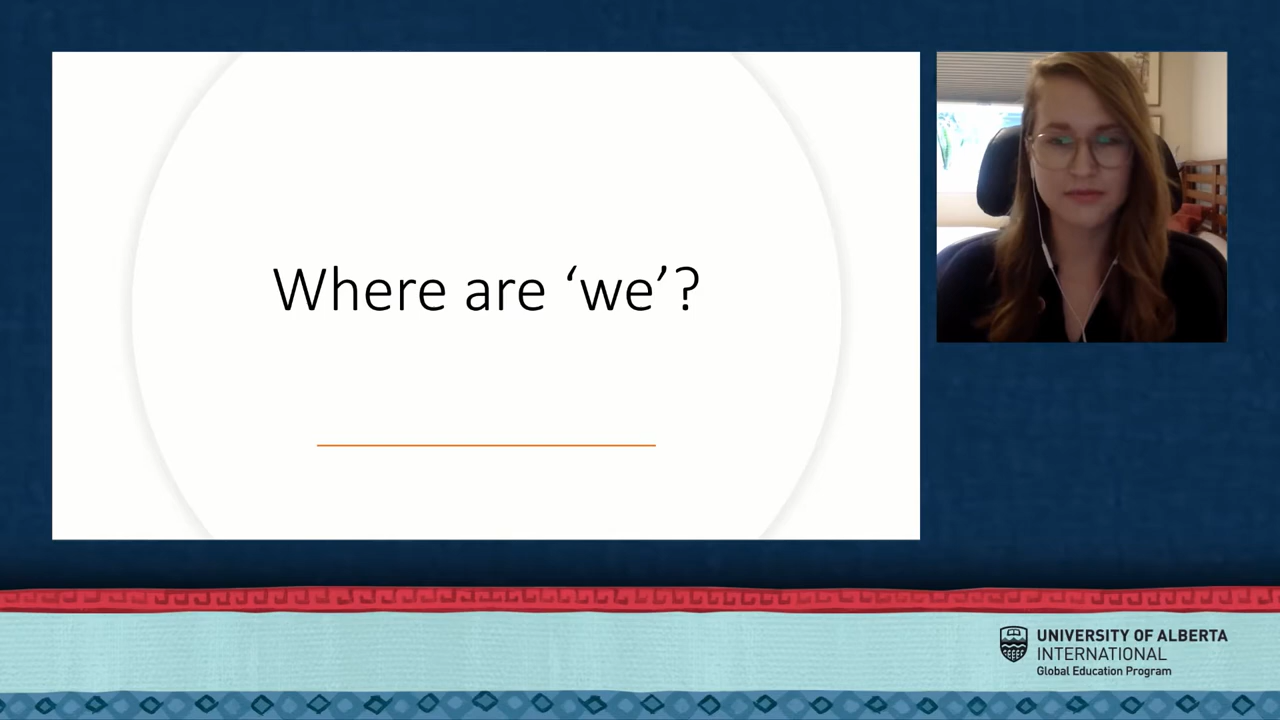 Where are ‘we’?
UNIVERSITY OF ALBERTA
INTERNATIONAL
Global Education Program